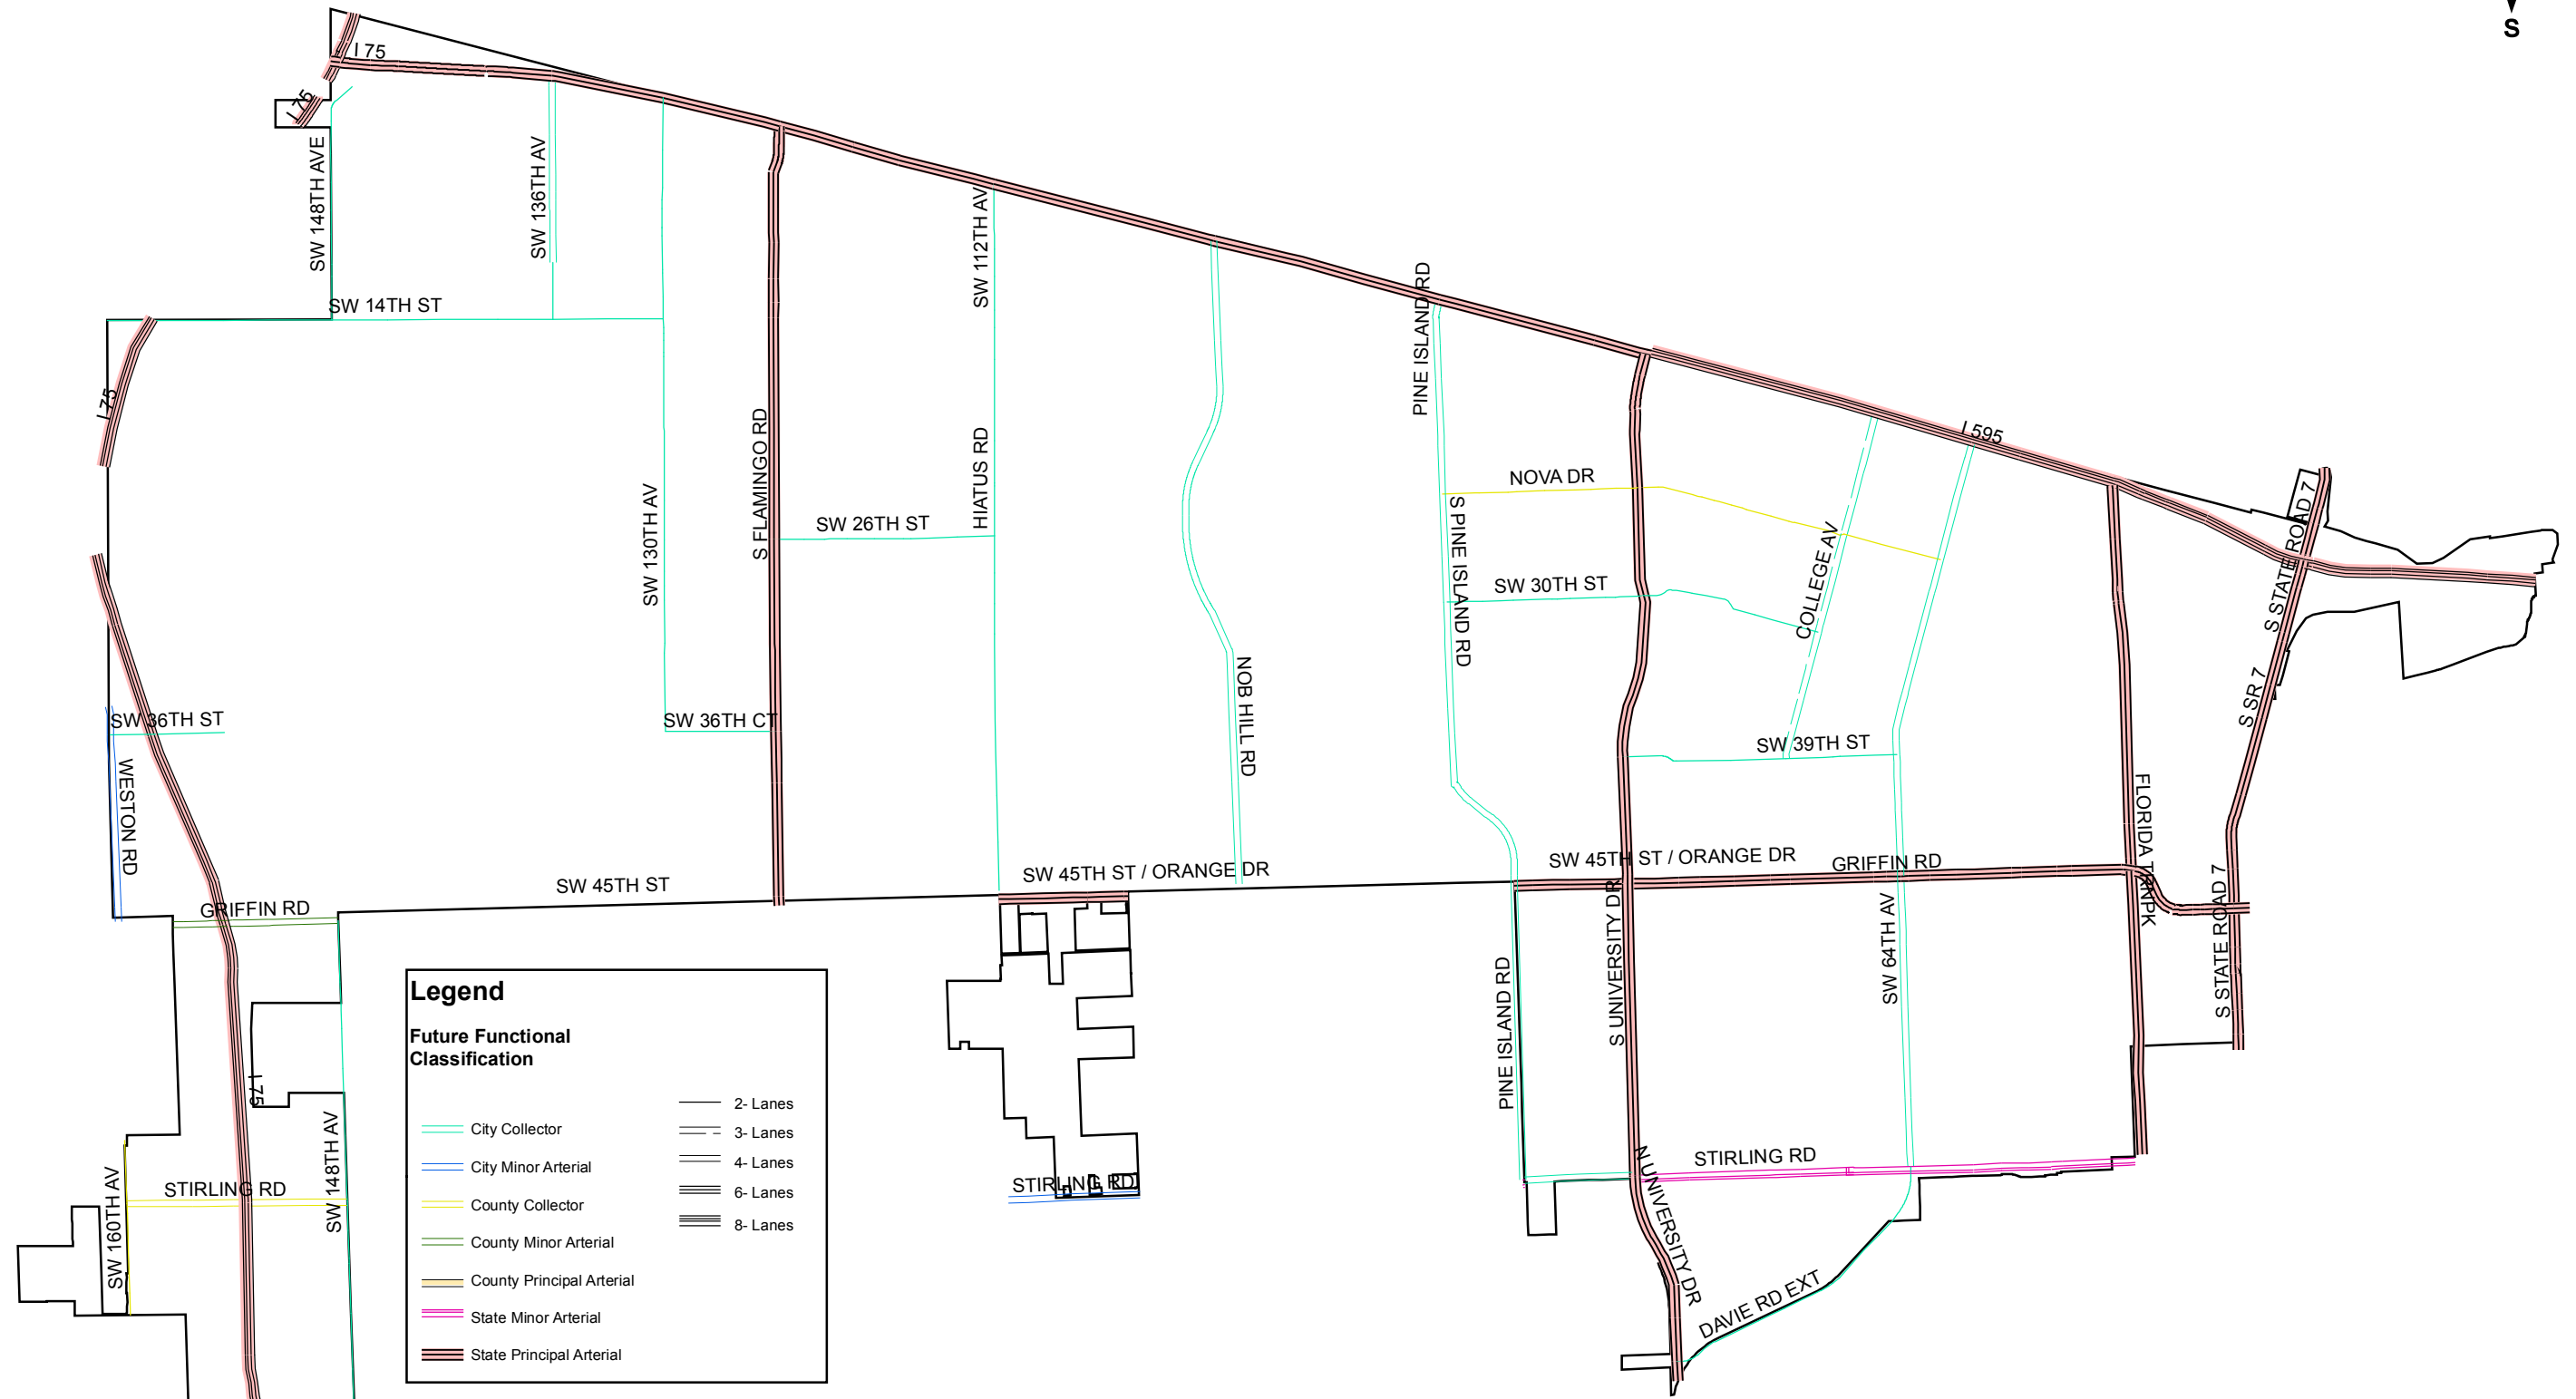 S
I 75
I 75
SW 148TH AVE
SW 136TH AV
SW 112TH AV
SW 14TH ST
PINE ISLAND RD
I 75
I 595
S FLAMINGO RD
HIATUS RD
NOVA DR
SW 130TH AV
SW 26TH ST
S PINE ISLAND RD
COLLEGE AV
S STATE ROAD 7
SW 30TH ST
NOB HILL RD
S SR 7
SW 36TH ST
SW 36TH CT
SW 39TH ST
WESTON RD
FLORIDA TRNPK
SW 45TH ST
SW 45TH ST / ORANGE DR
SW 45TH ST / ORANGE DR
GRIFFIN RD
GRIFFIN RD
S UNIVERSITY DR
SW 64TH AV
S STATE ROAD 7
PINE ISLAND RD
I 75
SW 148TH AV
STIRLING RD
SW 160TH AV
STIRLING RD
STIRLING RD
N UNIVERSITY DR
DAVIE RD EXT
Legend
Future Functional
Classification
City Collector
City Minor Arterial
County Collector
County Minor Arterial
County Principal Arterial
State Minor Arterial
State Principal Arterial
2- Lanes
3- Lanes
4- Lanes
6- Lanes
8- Lanes